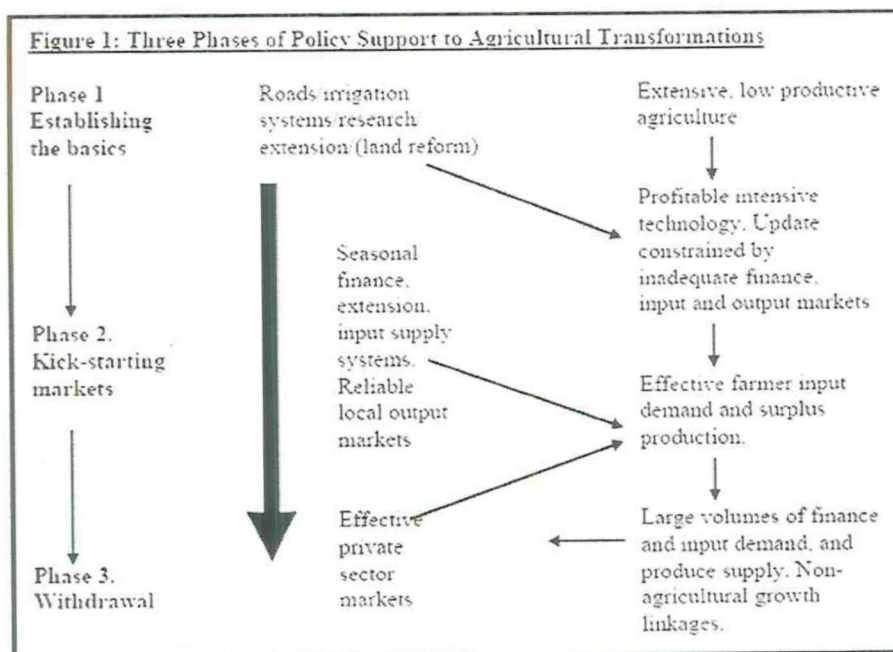 Figure 1: Three Phases of Policy Support to Agricultural Transformations
Phase 1
Establishing
the basics
Roads/irrigation
systems/research
extension/(land reform)
Extensive, low productive
agriculture
Profitable intensive
technology. Update
constrained by
inadequate finance,
input and output markets
Seasonal
finance,
extension,
input supply
systems.
Reliable
local output
markets
Phase 2.
Kick-starting
markets
Effective farmer input
demand and surplus
production.
Effective
private
sector
markets
Large volumes of finance
and input demand, and
produce supply. Non-
agricultural growth
linkages.
Phase 3.
Withdrawal